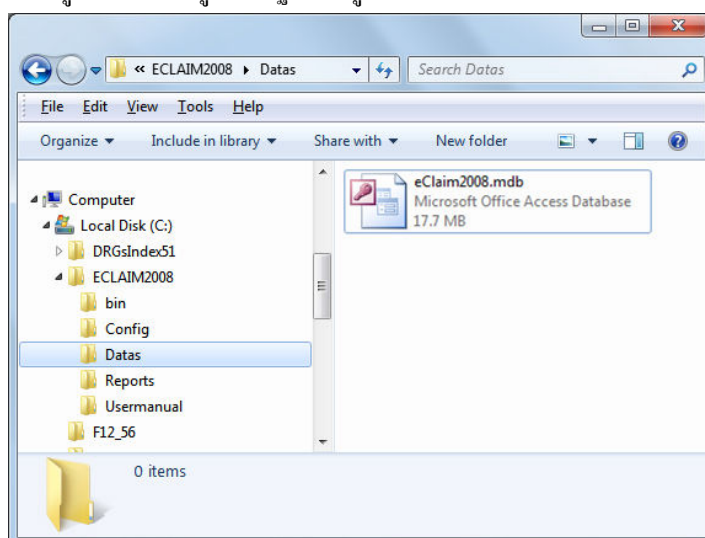 « ECLAIM2008 ▸ Datas
Search Datas
File Edit View Tools Help
Organize Include in library Share with New folder
Computer
Local Disk (C:)
DRGsIndex51
ECLAIM2008
bin
Config
Datas
Reports
Usermanual
F12_56
eClaim2008.mdb
Microsoft Office Access Database
17.7 MB
0 items